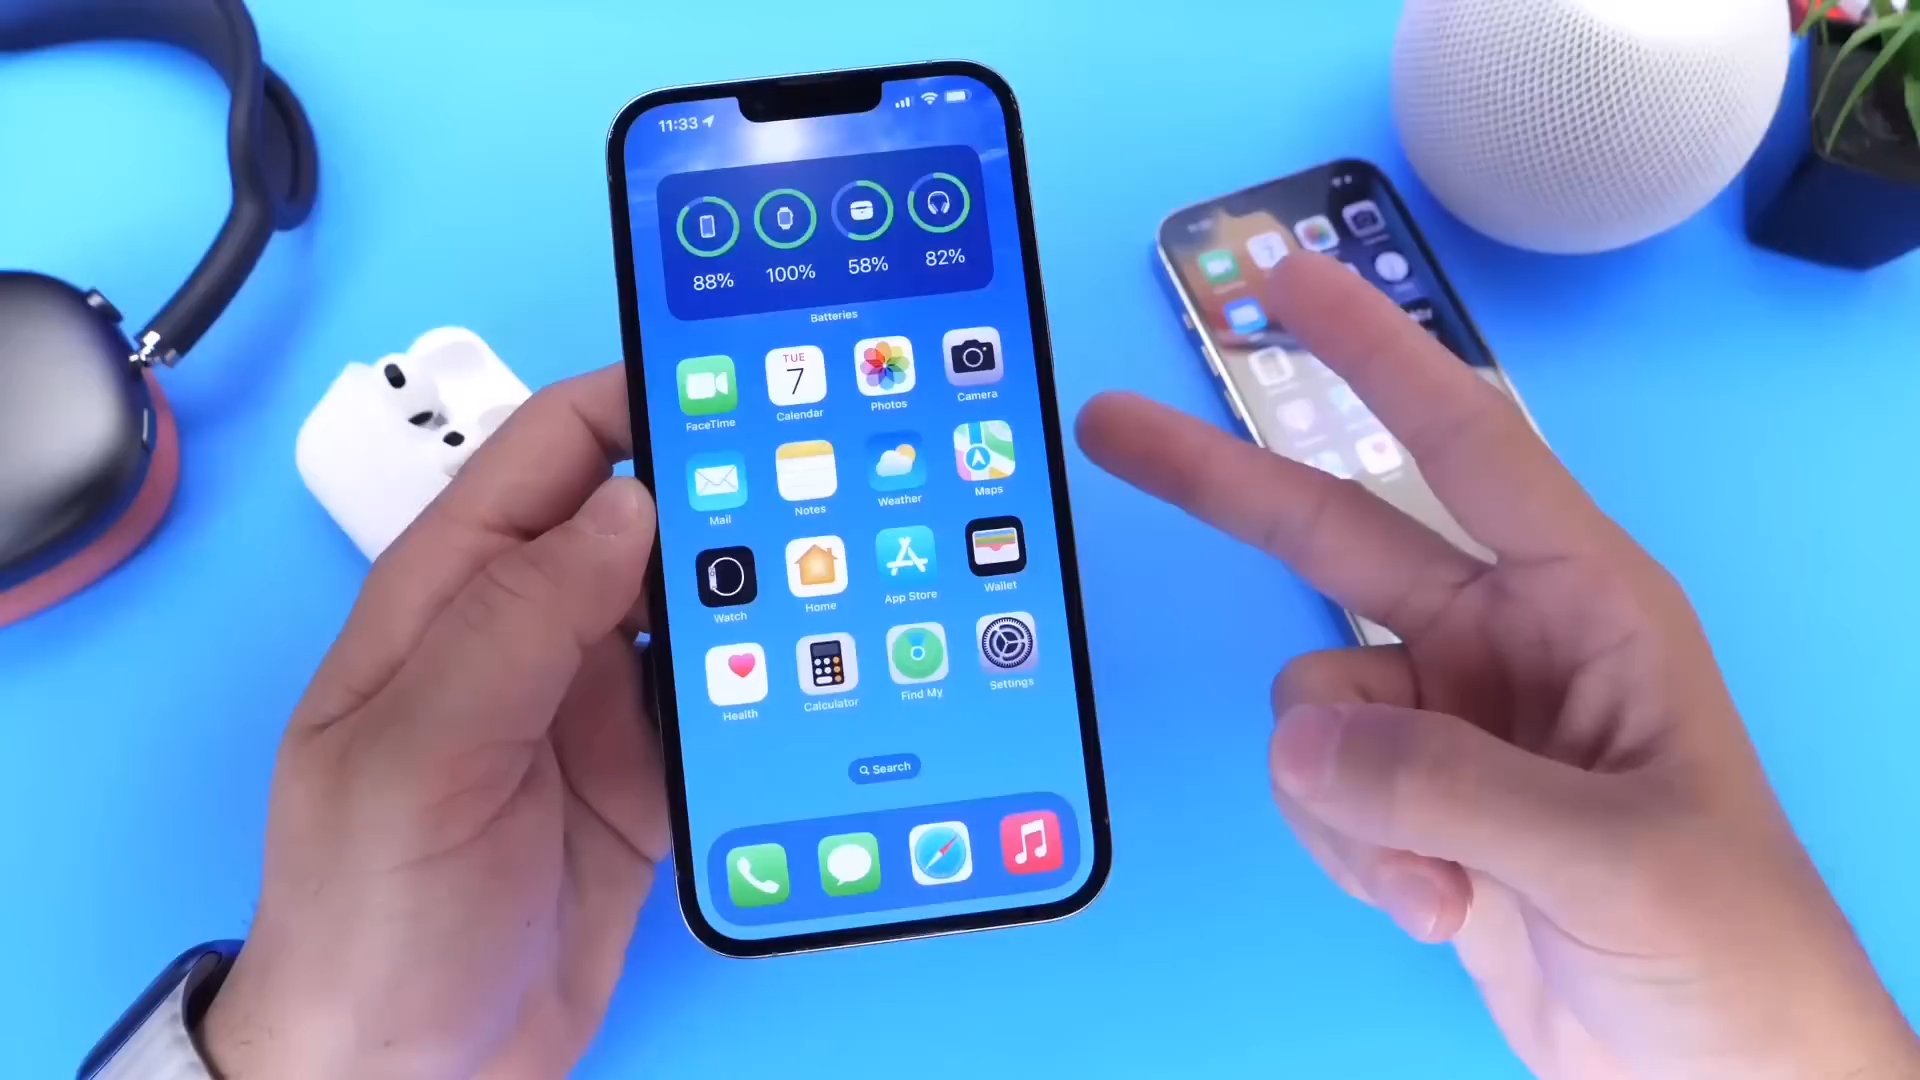 11:33
88% 100% 58% 82%
Batteries
TUE
7
FaceTime Calendar Photos Camera
Mail Notes Weather Maps
Watch Home App Store Wallet
Health Calculator Find My Settings
Search
7